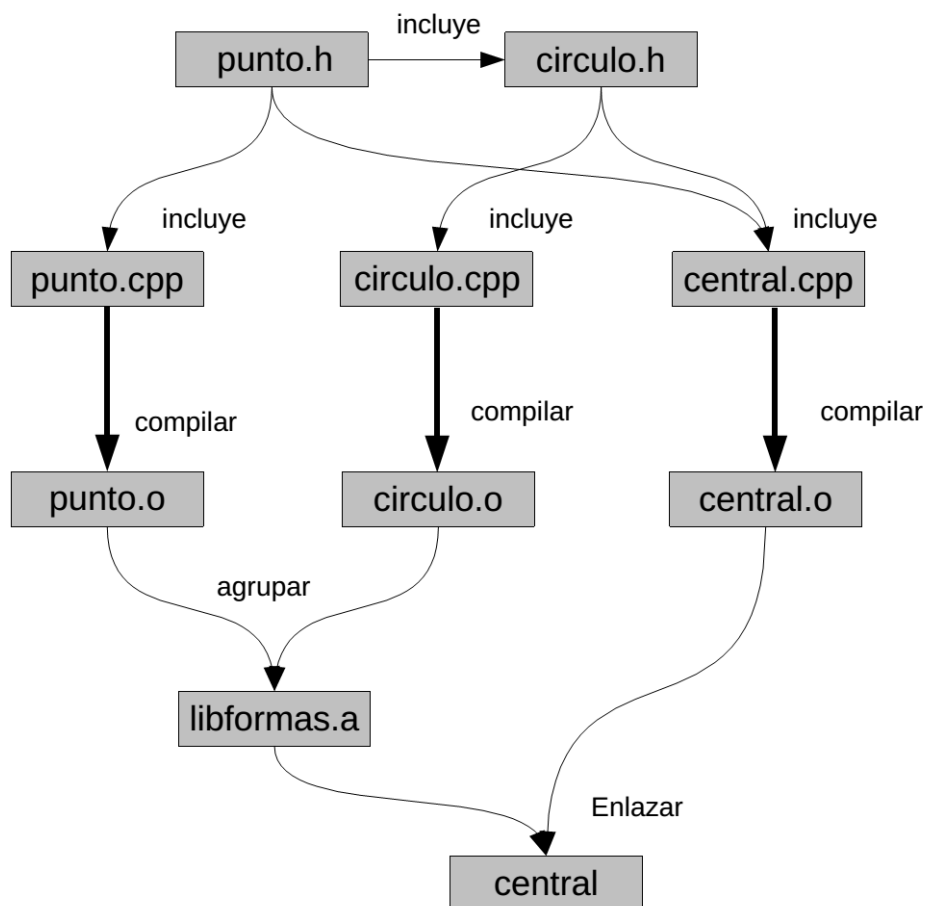 incluye
punto.h
circulo.h
incluye
incluye
incluye
punto.cpp
circulo.cpp
central.cpp
compilar
compilar
compilar
punto.o
circulo.o
central.o
agrupar
libformas.a
Enlazar
central